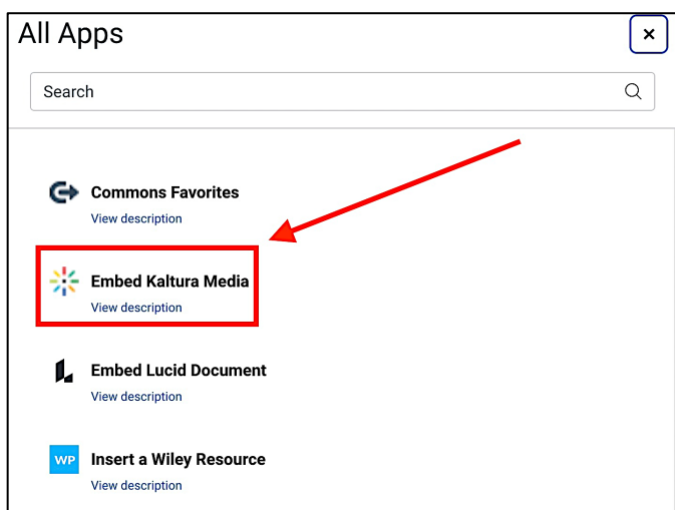 All Apps
Search
Commons Favorites
View description
Embed Kaltura Media
View description
Embed Lucid Document
View description
WP Insert a Wiley Resource
View description